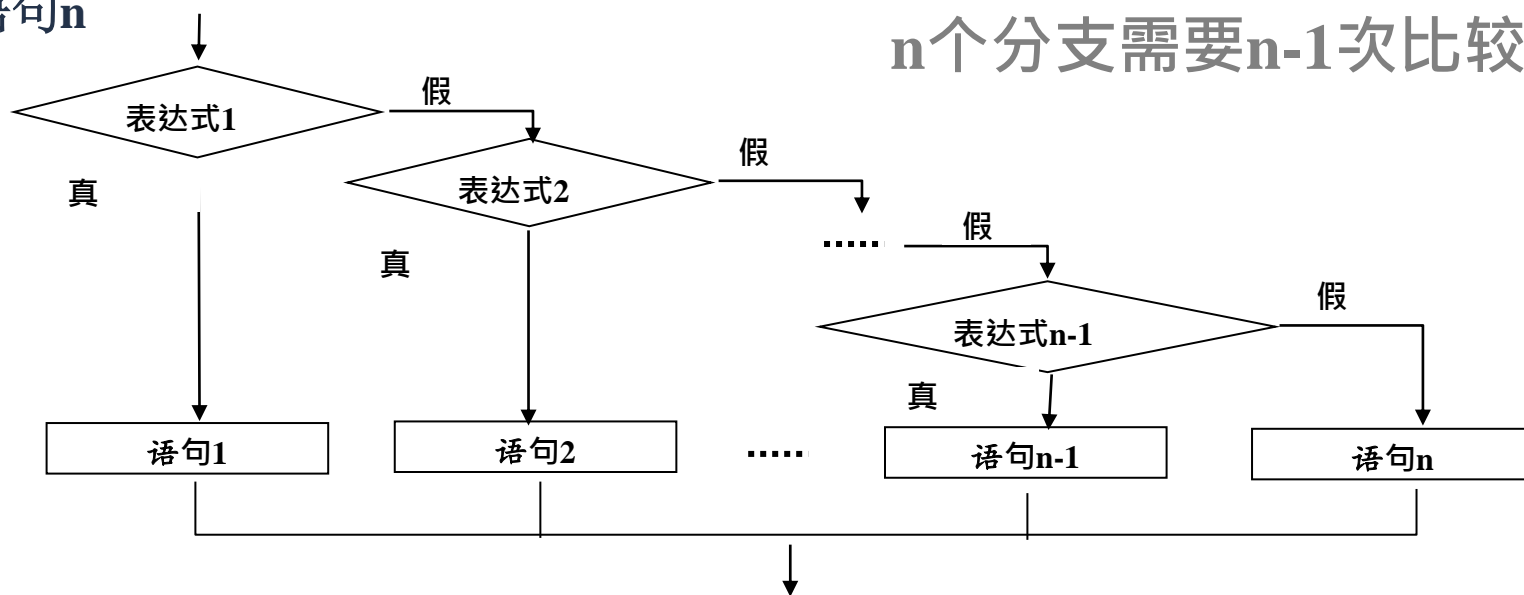 语句n
n个分支需要n-1次比较
假
表达式1
假
真
表达式2
假
真
......
假
表达式n-1
真
语句1
语句2
......
语句n-1
语句n